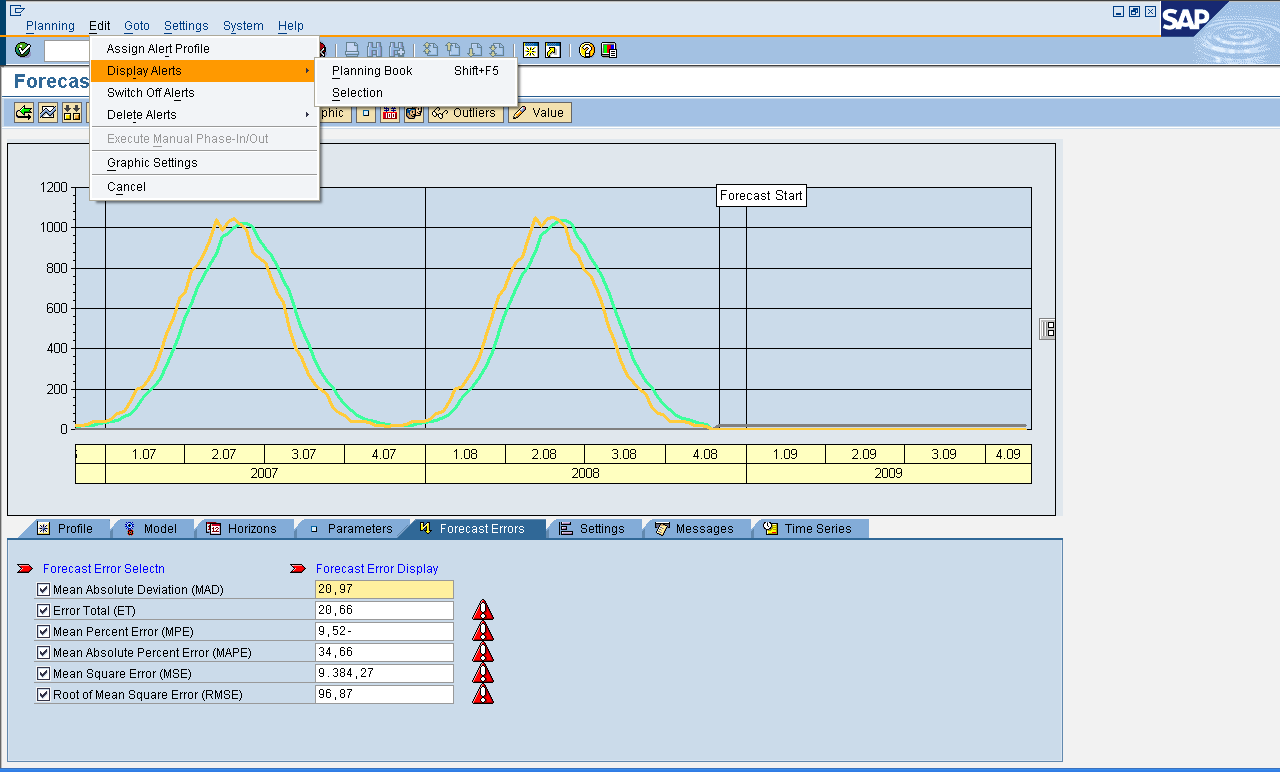 Planning Edit Goto Settings System Help
SAP
Assign Alert Profile
Display Alerts
Planning Book Shift+F5
Switch Off Alerts
Selection
Delete Alerts
Execute Manual Phase-In/Out
Graphic Settings
Cancel
Forecas
phic Outliers Value
Forecast Start
1200
1000
800
600
400
200
0
1.07 2.07 3.07 4.07 1.08 2.08 3.08 4.08 1.09 2.09 3.09 4.09
2007 2008 2009
Profile Model Horizons Parameters Forecast Errors Settings Messages Time Series
Forecast Error Selectn Forecast Error Display
Mean Absolute Deviation (MAD) 20,97
Error Total (ET) 20,66
Mean Percent Error (MPE) 9,52-
Mean Absolute Percent Error (MAPE) 34,66
Mean Square Error (MSE) 9.384,27
Root of Mean Square Error (RMSE) 96,87